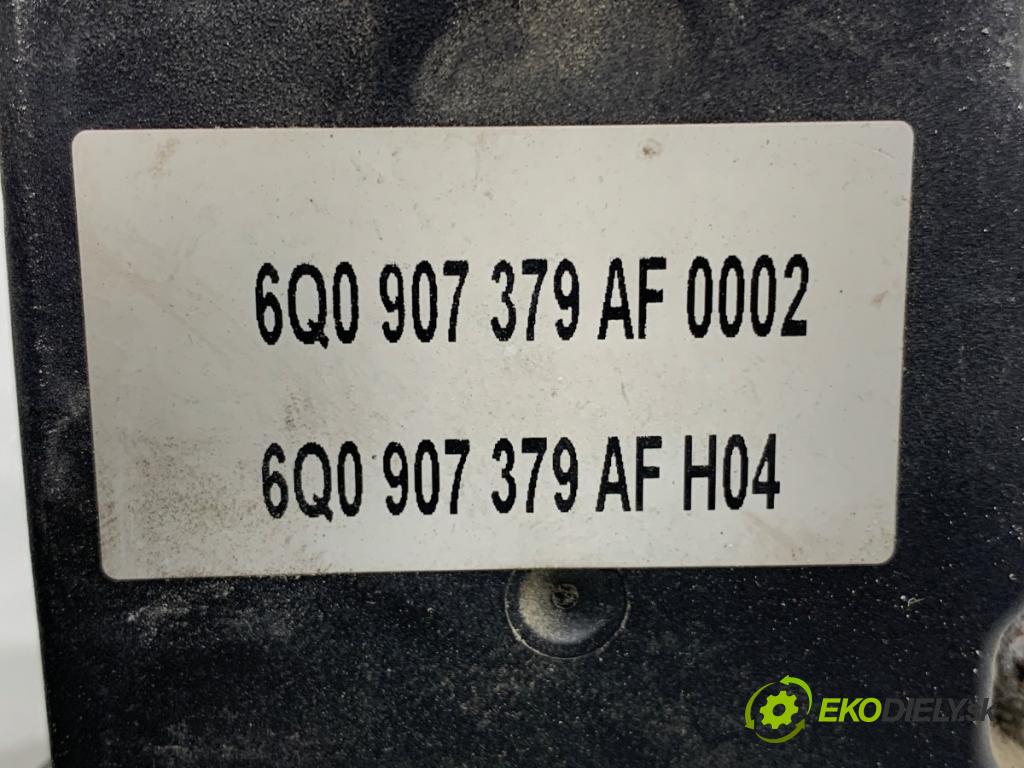 6Q0 907 379 AF 0002
6Q0 907 379 AF H04
EKODIELY.SK